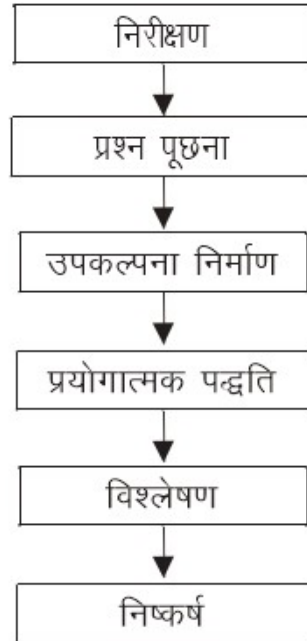 निरीक्षण
प्रश्न पूछना
उपकल्पना निर्माण
प्रयोगात्मक पद्धति
विश्लेषण
निष्कर्ष